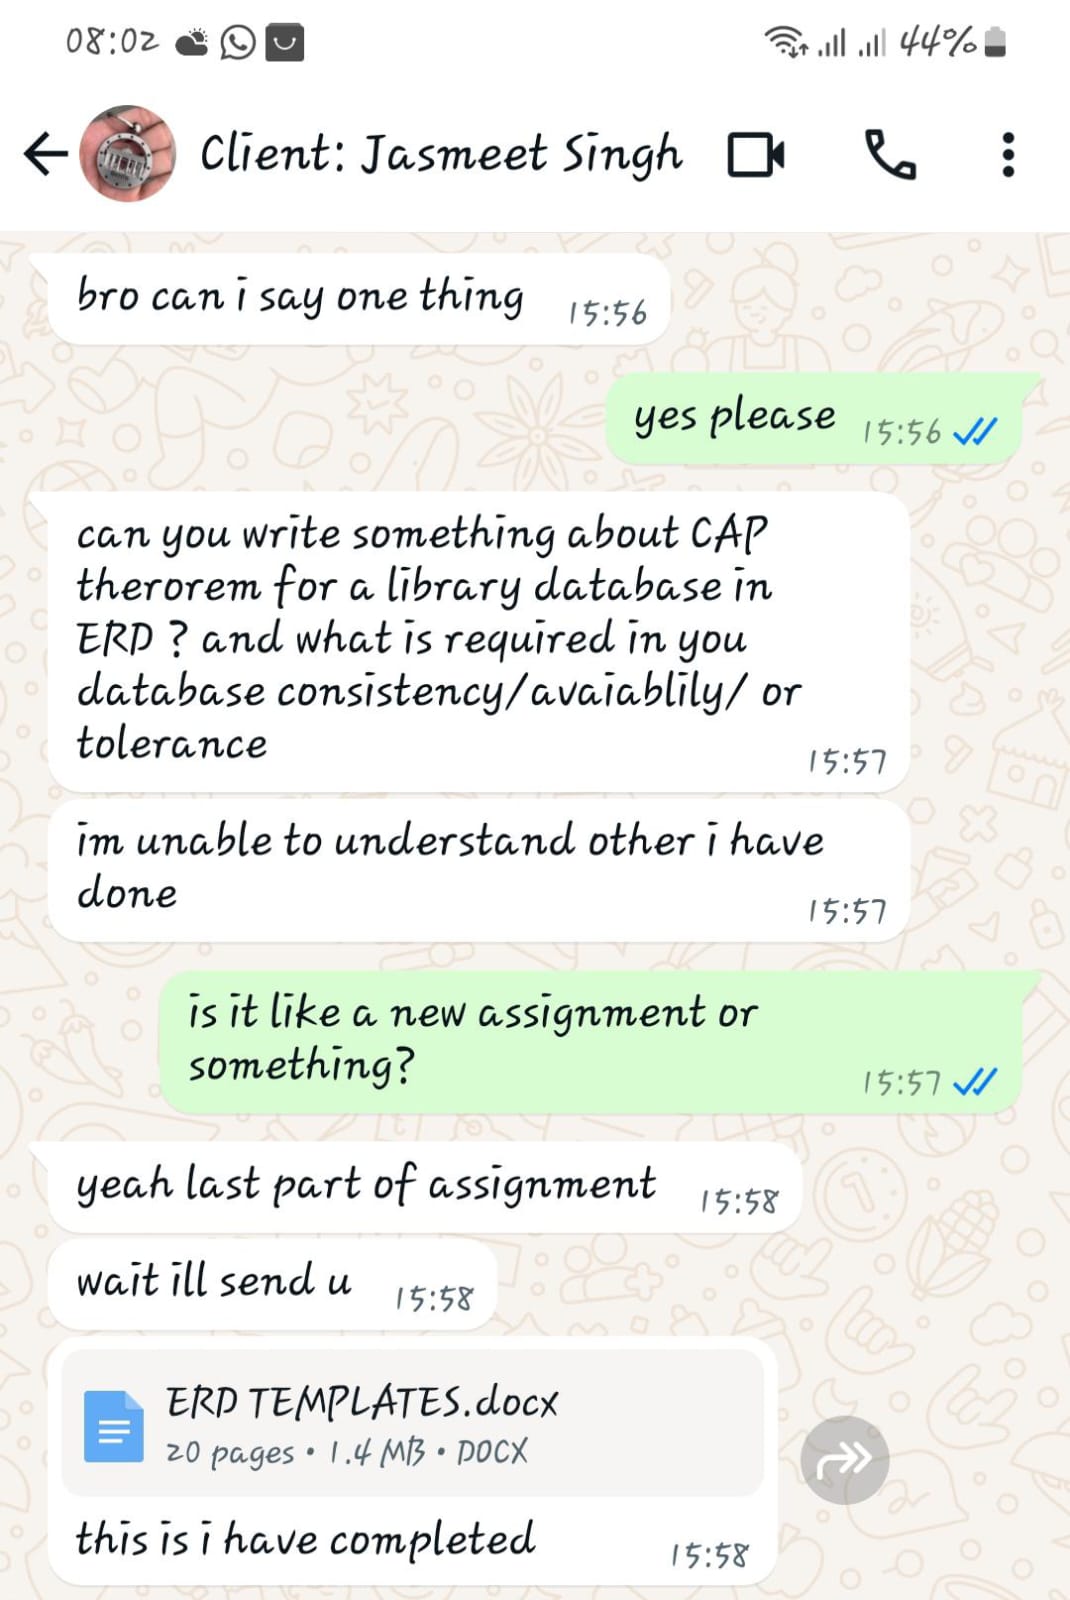 08:02
44%
Client: Jasmeet Singh
bro can i say one thing 15:56
yes please 15:56
can you write something about CAP
therorem for a library database in
ERD ? and what is required in you
database consistency/avaiablily/ or
tolerance
15:57
im unable to understand other i have
done
15:57
is it like a new assignment or
something?
15:57
yeah last part of assignment 15:58
wait ill send u 15:58
ERD TEMPLATES.docx
20 pages • 1.4 MB • DOCX
this is i have completed 15:58